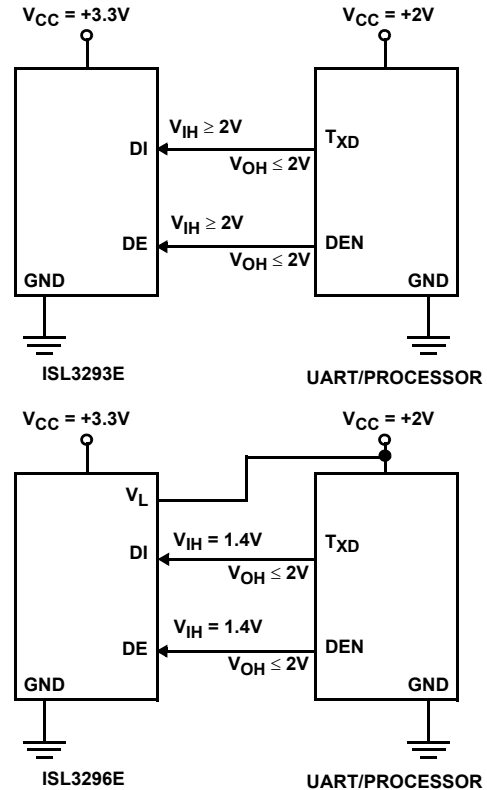 VCC = +3.3V
VCC = +2V
VIH ≥ 2V
DI
TXD
VOH ≤ 2V
VIH ≥ 2V
DE
DEN
VOH ≤ 2V
GND
GND
ISL3293E
UART/PROCESSOR
VCC = +3.3V
VCC = +2V
VL
VIH = 1.4V
DI
TXD
VOH ≤ 2V
VIH = 1.4V
DE
DEN
VOH ≤ 2V
GND
GND
ISL3296E
UART/PROCESSOR